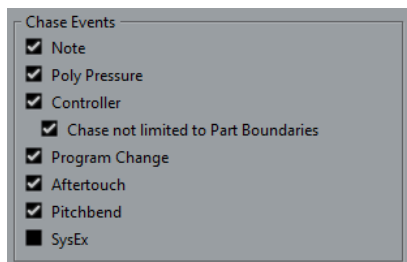 Chase Events
Note
Poly Pressure
Controller
Chase not limited to Part Boundaries
Program Change
Aftertouch
Pitchbend
SysEx